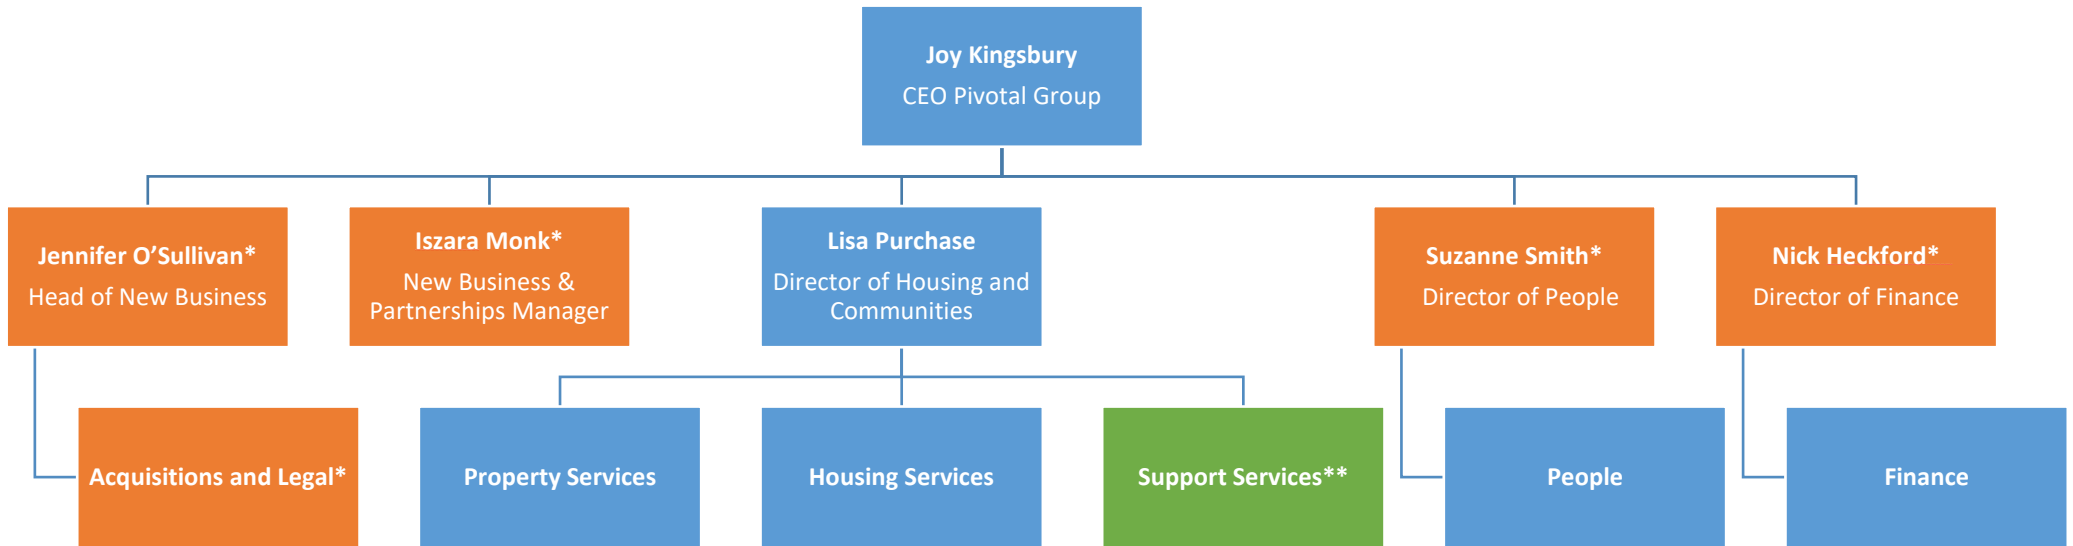 Joy Kingsbury
CEO Pivotal Group
Jennifer O’Sullivan*
Head of New Business
Iszara Monk*
New Business &
Partnerships Manager
Lisa Purchase
Director of Housing and
Communities
Suzanne Smith*
Director of People
Nick Heckford*
Director of Finance
Acquisitions and Legal*
Property Services
Housing Services
Support Services**
People
Finance